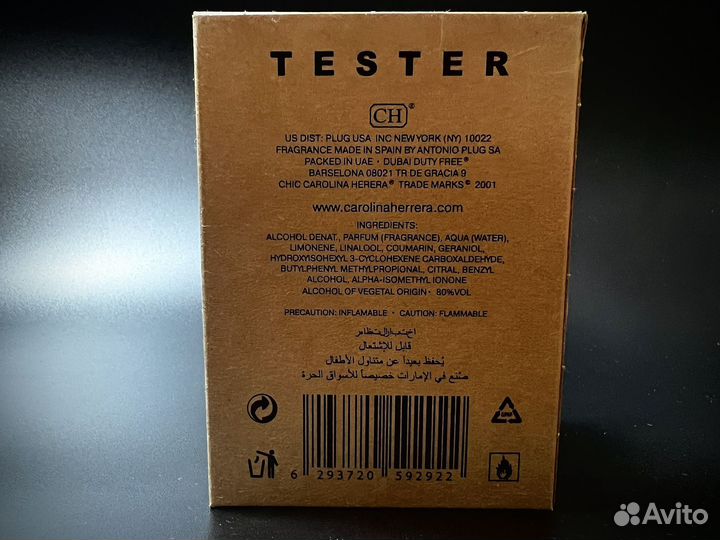 TESTER
CH®
US DIST: PLUG USA INC NEW YORK (NY) 10022
FRAGRANCE MADE IN SPAIN BY ANTONIO PLUG SA
PACKED IN UAE · DUBAI DUTY FREE®
BARSELONA 08021 TR DE GRACIA 9
CHIC CAROLINA HERERA® TRADE MARKS® 2001
www.carolinaherrera.com
INGREDIENTS:
ALCOHOL DENAT., PARFUM (FRAGRANCE), AQUA (WATER),
LIMONENE, LINALOOL, COUMARIN, GERANIOL,
HYDROXYISOHEXYL 3-CYCLOHEXENE CARBOXALDEHYDE,
BUTYLPHENYL METHYLPROPIONAL, CITRAL, BENZYL
ALCOHOL, ALPHA-ISOMETHYL IONONE
ALCOHOL OF VEGETAL ORIGIN · 80%VOL
PRECAUTION: INFLAMABLE · CAUTION: FLAMMABLE
قابل للإشتعال
يُحفظ بعيداً عن متناول الأطفال
صُنع في الإمارات خصيصاً للأسواق الحرة
6 293720 592922
Avito